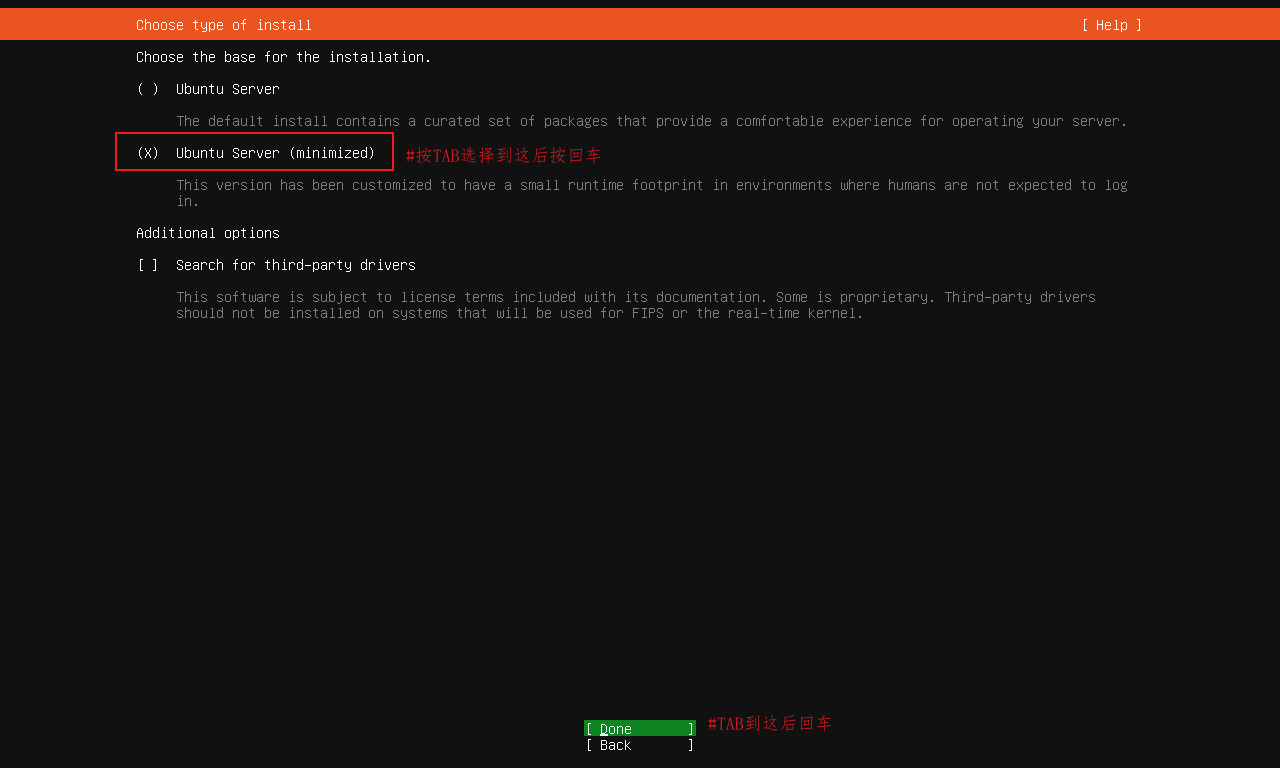 Choose type of install [ Help ]
Choose the base for the installation.
( ) Ubuntu Server
The default install contains a curated set of packages that provide a comfortable experience for operating your server.
(X) Ubuntu Server (minimized) #按TAB选择到这后按回车
This version has been customized to have a small runtime footprint in environments where humans are not expected to log
in.
Additional options
[ ] Search for third-party drivers
This software is subject to license terms included with its documentation. Some is proprietary. Third-party drivers
should not be installed on systems that will be used for FIPS or the real-time kernel.
[ Done ] #TAB到这后回车
[ Back ]